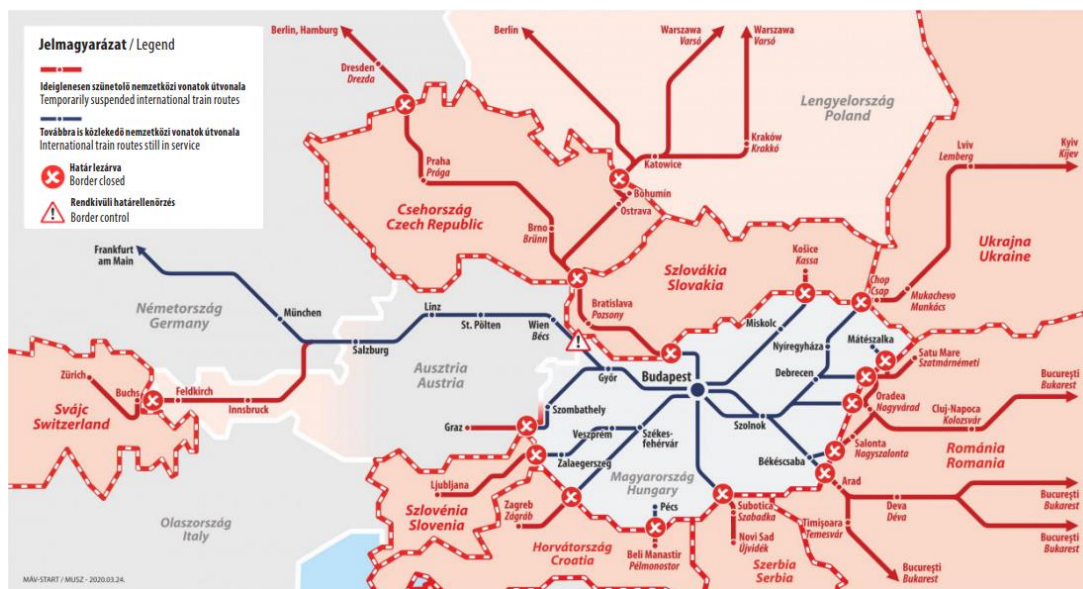 Jelmagyarázat / Legend
Ideiglenesen szünetelő nemzetközi vonatok útvonala
Temporarily suspended international train routes
Továbbra is közlekedő nemzetközi vonatok útvonala
International train routes still in service
Határ lezárva
Border closed
Rendkivüli határellenőrzés
Border control
Berlin, Hamburg
Dresden
Drezda
Berlin
Warszawa
Varsó
Warszawa
Varsó
Lengyelország
Poland
Praha
Prága
Katowice
Kraków
Krakkó
Lviv
Lemberg
Kyiv
Kijev
Csehország
Czech Republic
Bohumín
Ostrava
Brno
Brünn
Szlovákia
Slovakia
Košice
Kassa
Ukrajna
Ukraine
Chop
Csap
Mukachevo
Munkács
Frankfurt
am Main
Németország
Germany
München
Salzburg
Linz
St. Pölten
Wien
Bécs
Bratislava
Pozsony
Miskolc
Nyíregyháza
Mátészalka
Satu Mare
Szatmárnémeti
Ausztria
Austria
Győr
Budapest
Debrecen
Oradea
Nagyvárad
București
Bukarest
Zürich
Buchs
Feldkirch
Innsbruck
Svájc
Switzerland
Szombathely
Graz
Veszprém
Székes-
fehérvár
Szolnok
Cluj-Napoca
Kolozsvár
Zalaegerszeg
Salonta
Nagyszalonta
Románia
Romania
Békéscsaba
Magyarország
Hungary
Arad
Ljubljana
Szlovénia
Slovenia
Zagreb
Zágráb
Pécs
Subotica
Szabadka
Deva
Déva
București
Bukarest
Timișoara
Temesvár
Olaszország
Italy
Horvátország
Croatia
Beli Manastir
Pélmonostor
Novi Sad
Újvidék
Szerbia
Serbia
București
Bukarest
București
Bukarest
MÁV-START / MUSZ - 2020.03.24.